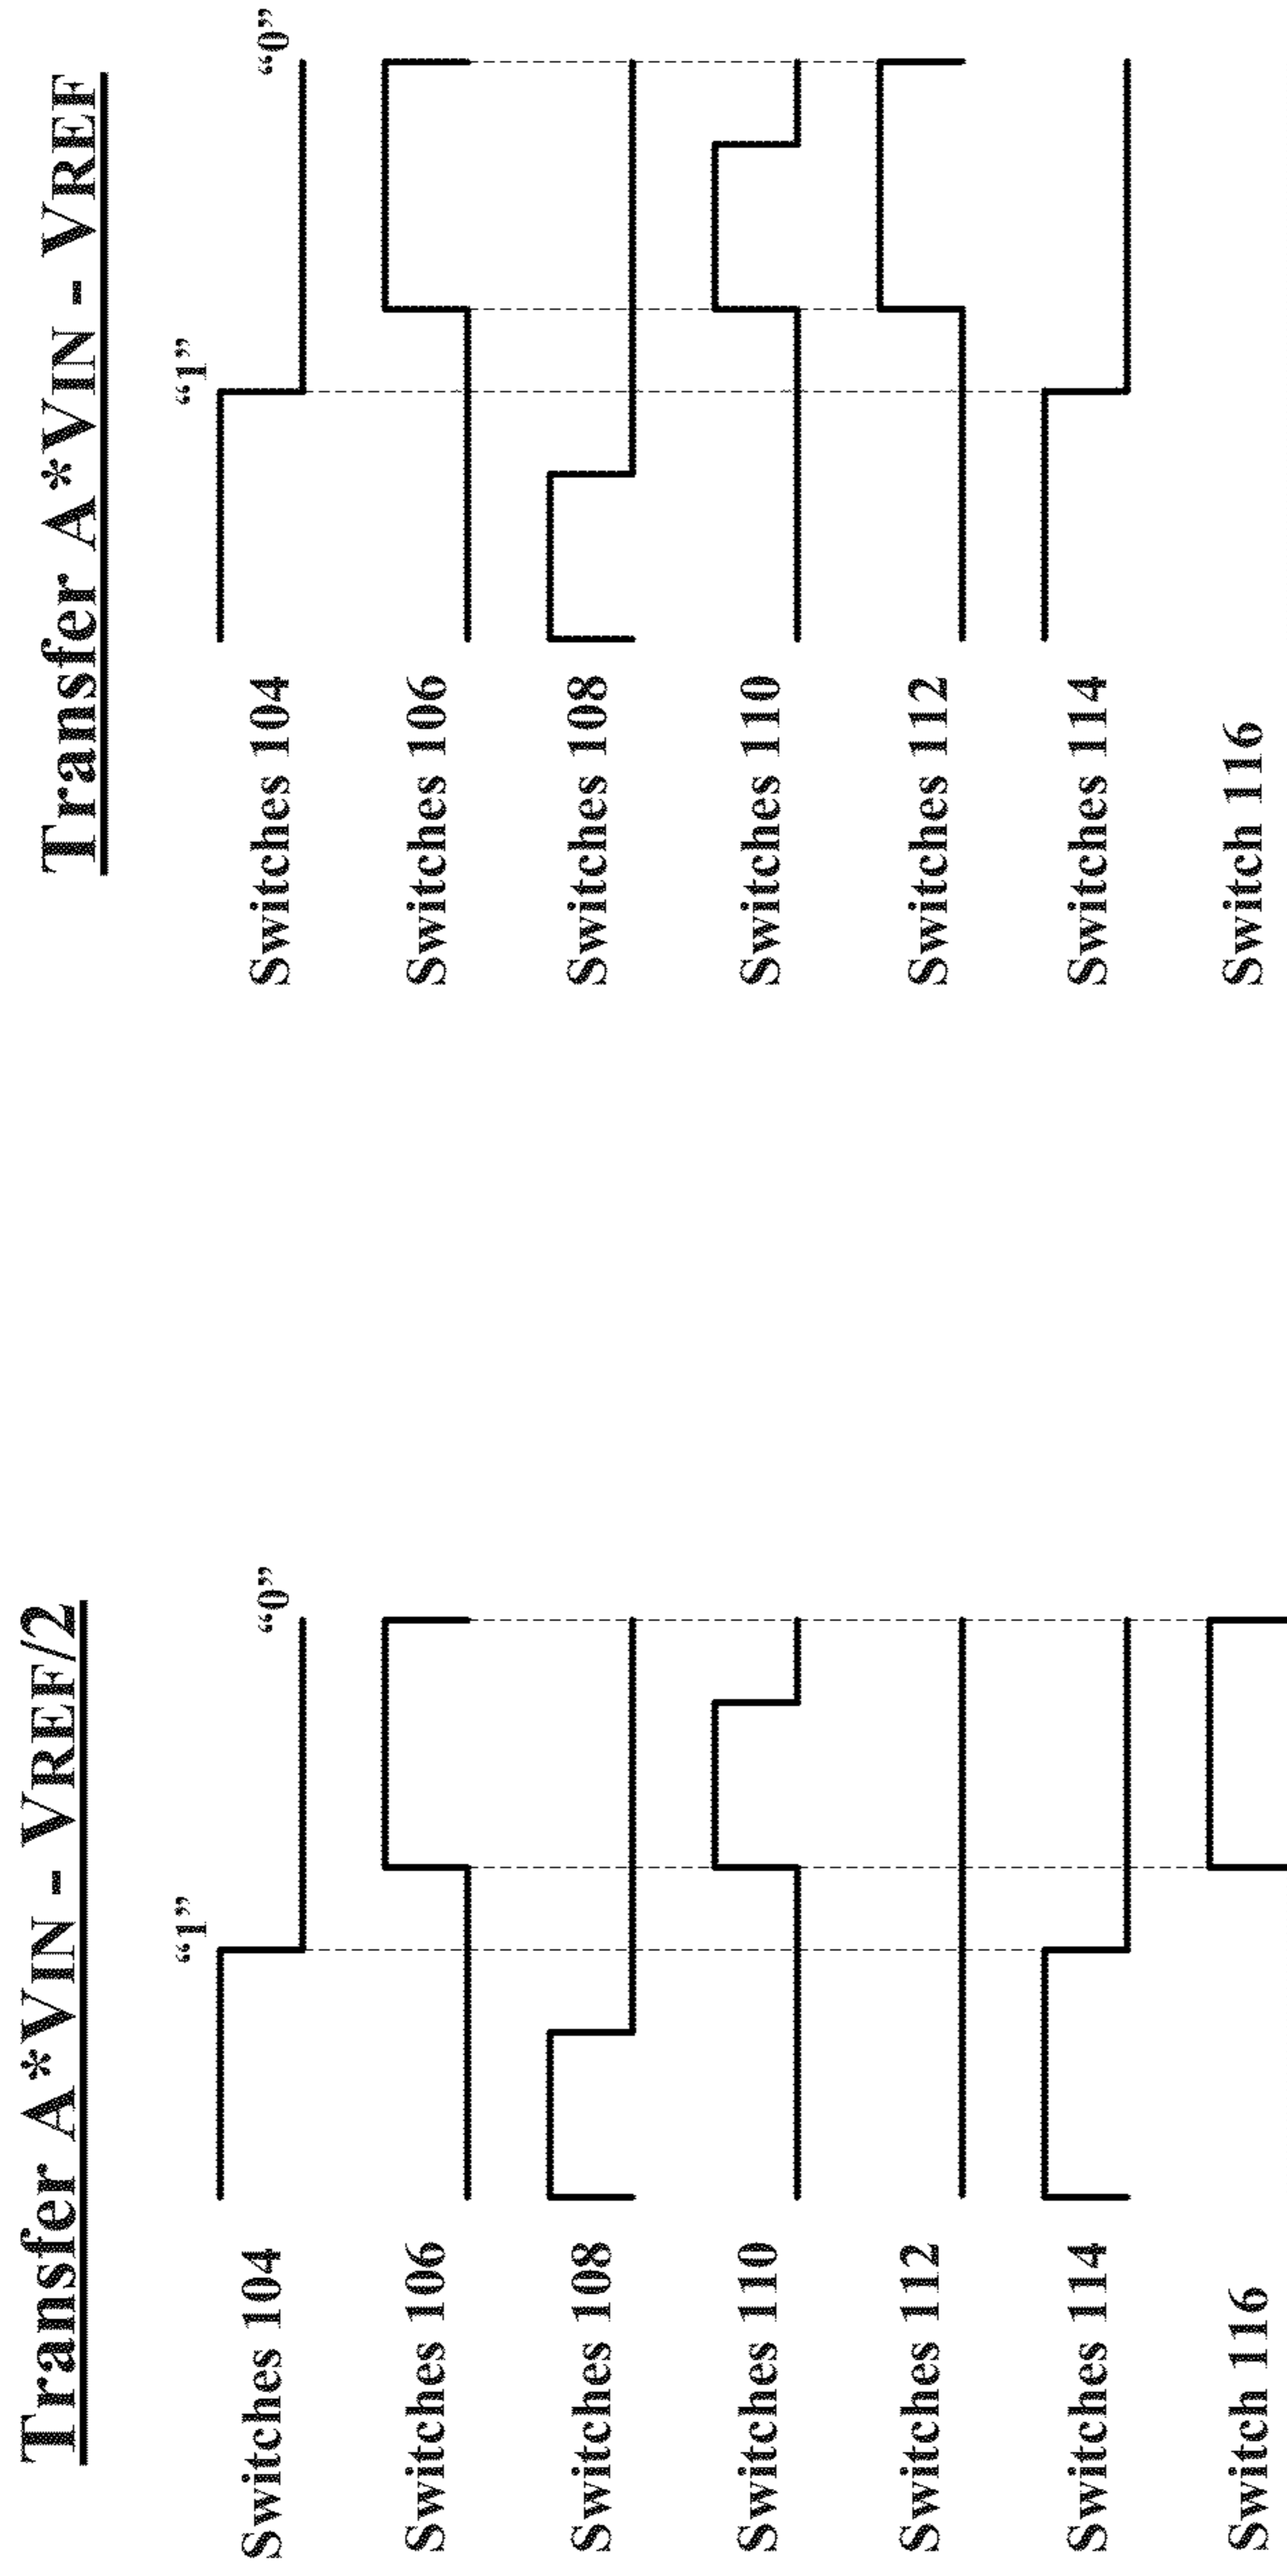 Transfer A*VIN - VREF/2
“1”
“0”
Switches 104
Switches 106
Switches 108
Switches 110
Switches 112
Switches 114
Switch 116
Transfer A*VIN - VREF
“1”
“0”
Switches 104
Switches 106
Switches 108
Switches 110
Switches 112
Switches 114
Switch 116